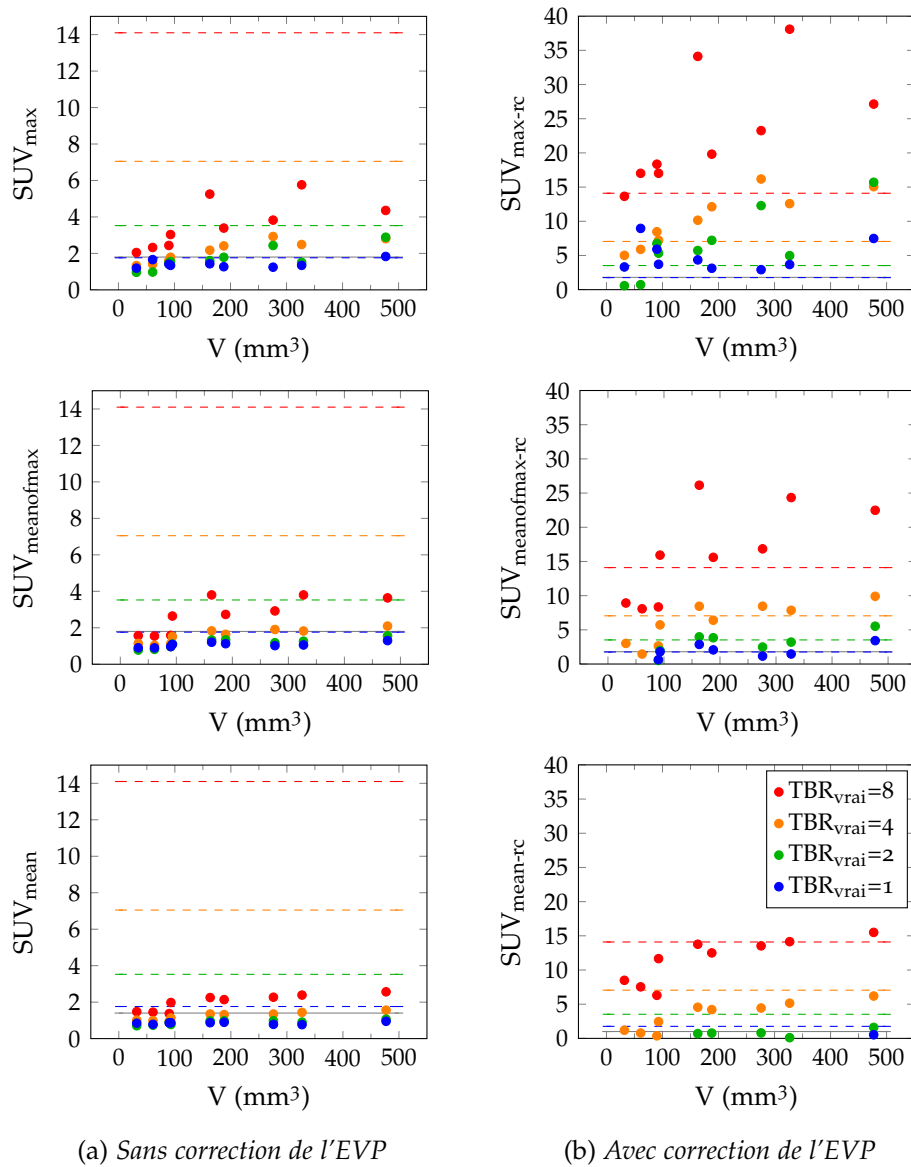 14
12
10
8
6
4
2
0
SUVmax
0 100 200 300 400 500
V (mm³)
40
35
30
25
20
15
10
5
0
SUVmax-rc
0 100 200 300 400 500
V (mm³)
14
12
10
8
6
4
2
0
SUVmeanofmax
0 100 200 300 400 500
V (mm³)
40
35
30
25
20
15
10
5
0
SUVmeanofmax-rc
0 100 200 300 400 500
V (mm³)
14
12
10
8
6
4
2
0
SUVmean
0 100 200 300 400 500
V (mm³)
40
35
30
25
20
15
10
5
0
SUVmean-rc
TBRvrai=8
TBRvrai=4
TBRvrai=2
TBRvrai=1
0 100 200 300 400 500
V (mm³)
(a) Sans correction de l'EVP
(b) Avec correction de l'EVP